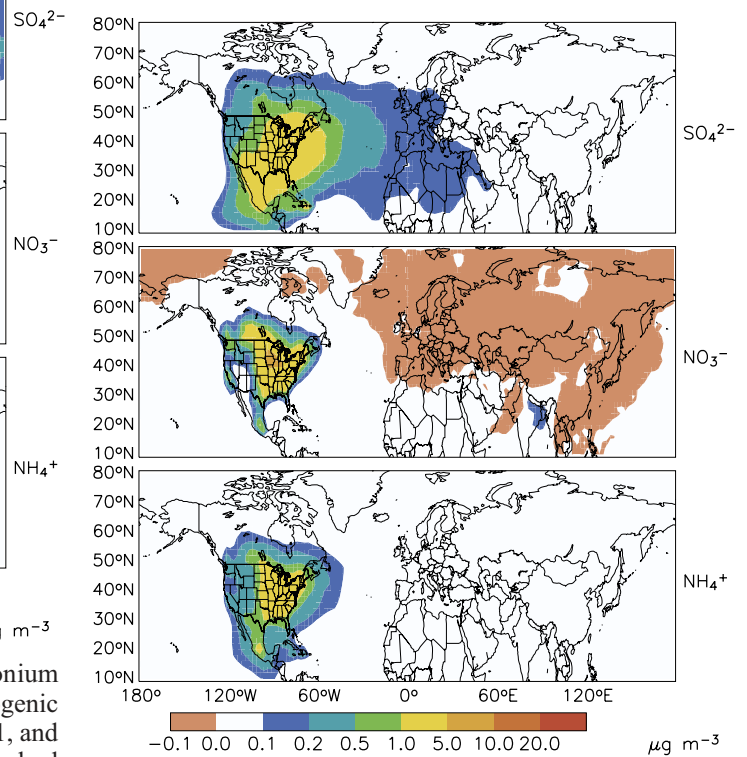 SO₄²⁻
NO₃⁻
NH₄⁺
g m⁻³
onium
genic
l, and
80°N
70°N
60°N
50°N
40°N
30°N
20°N
10°N
SO₄²⁻
80°N
70°N
60°N
50°N
40°N
30°N
20°N
10°N
NO₃⁻
80°N
70°N
60°N
50°N
40°N
30°N
20°N
10°N
NH₄⁺
180° 120°W 60°W 0° 60°E 120°E
−0.1 0.0 0.1 0.2 0.5 1.0 5.0 10.0 20.0
μg m⁻³